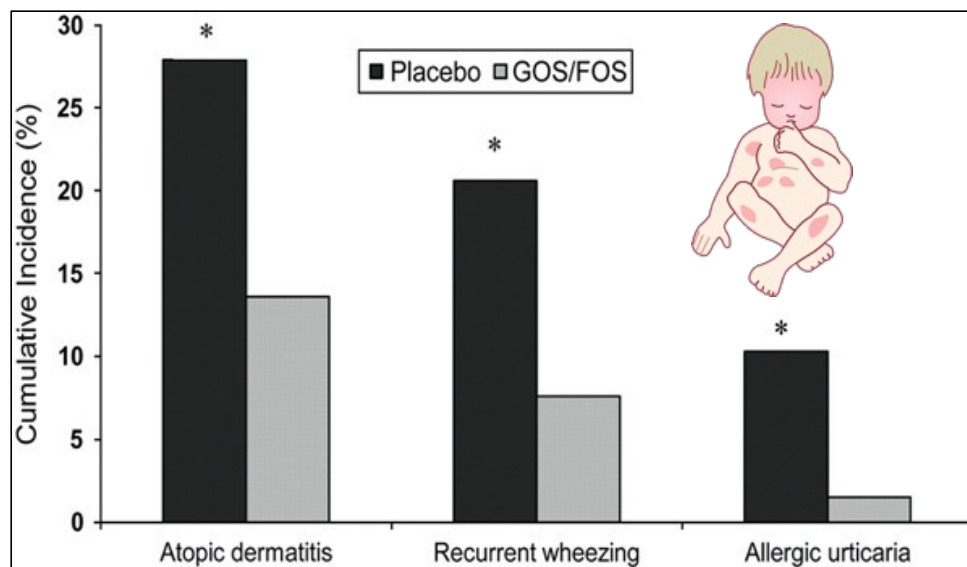 Cumulative Incidence (%)
30
25
20
15
10
5
0
*
*
*
Placebo GOS/FOS
Atopic dermatitis
Recurrent wheezing
Allergic urticaria